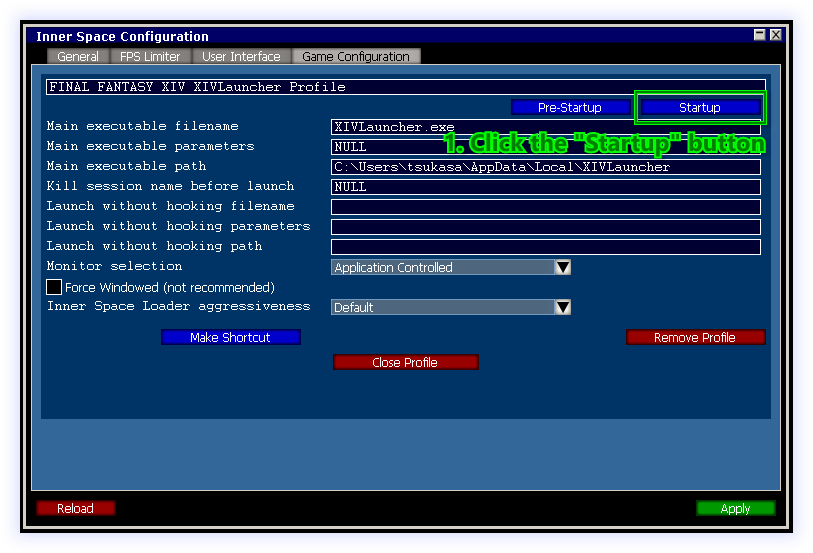 Inner Space Configuration
General FPS Limiter User Interface Game Configuration
FINAL FANTASY XIV XIVLauncher Profile
Pre-Startup Startup
Main executable filename XIVLauncher.exe
1. Click the "Startup" button
Main executable parameters NULL
Main executable path C:\Users\tsukasa\AppData\Local\XIVLauncher
Kill session name before launch NULL
Launch without hooking filename
Launch without hooking parameters
Launch without hooking path
Monitor selection Application Controlled
Force Windowed (not recommended)
Inner Space Loader aggressiveness Default
Make Shortcut Remove Profile
Close Profile
Reload Apply